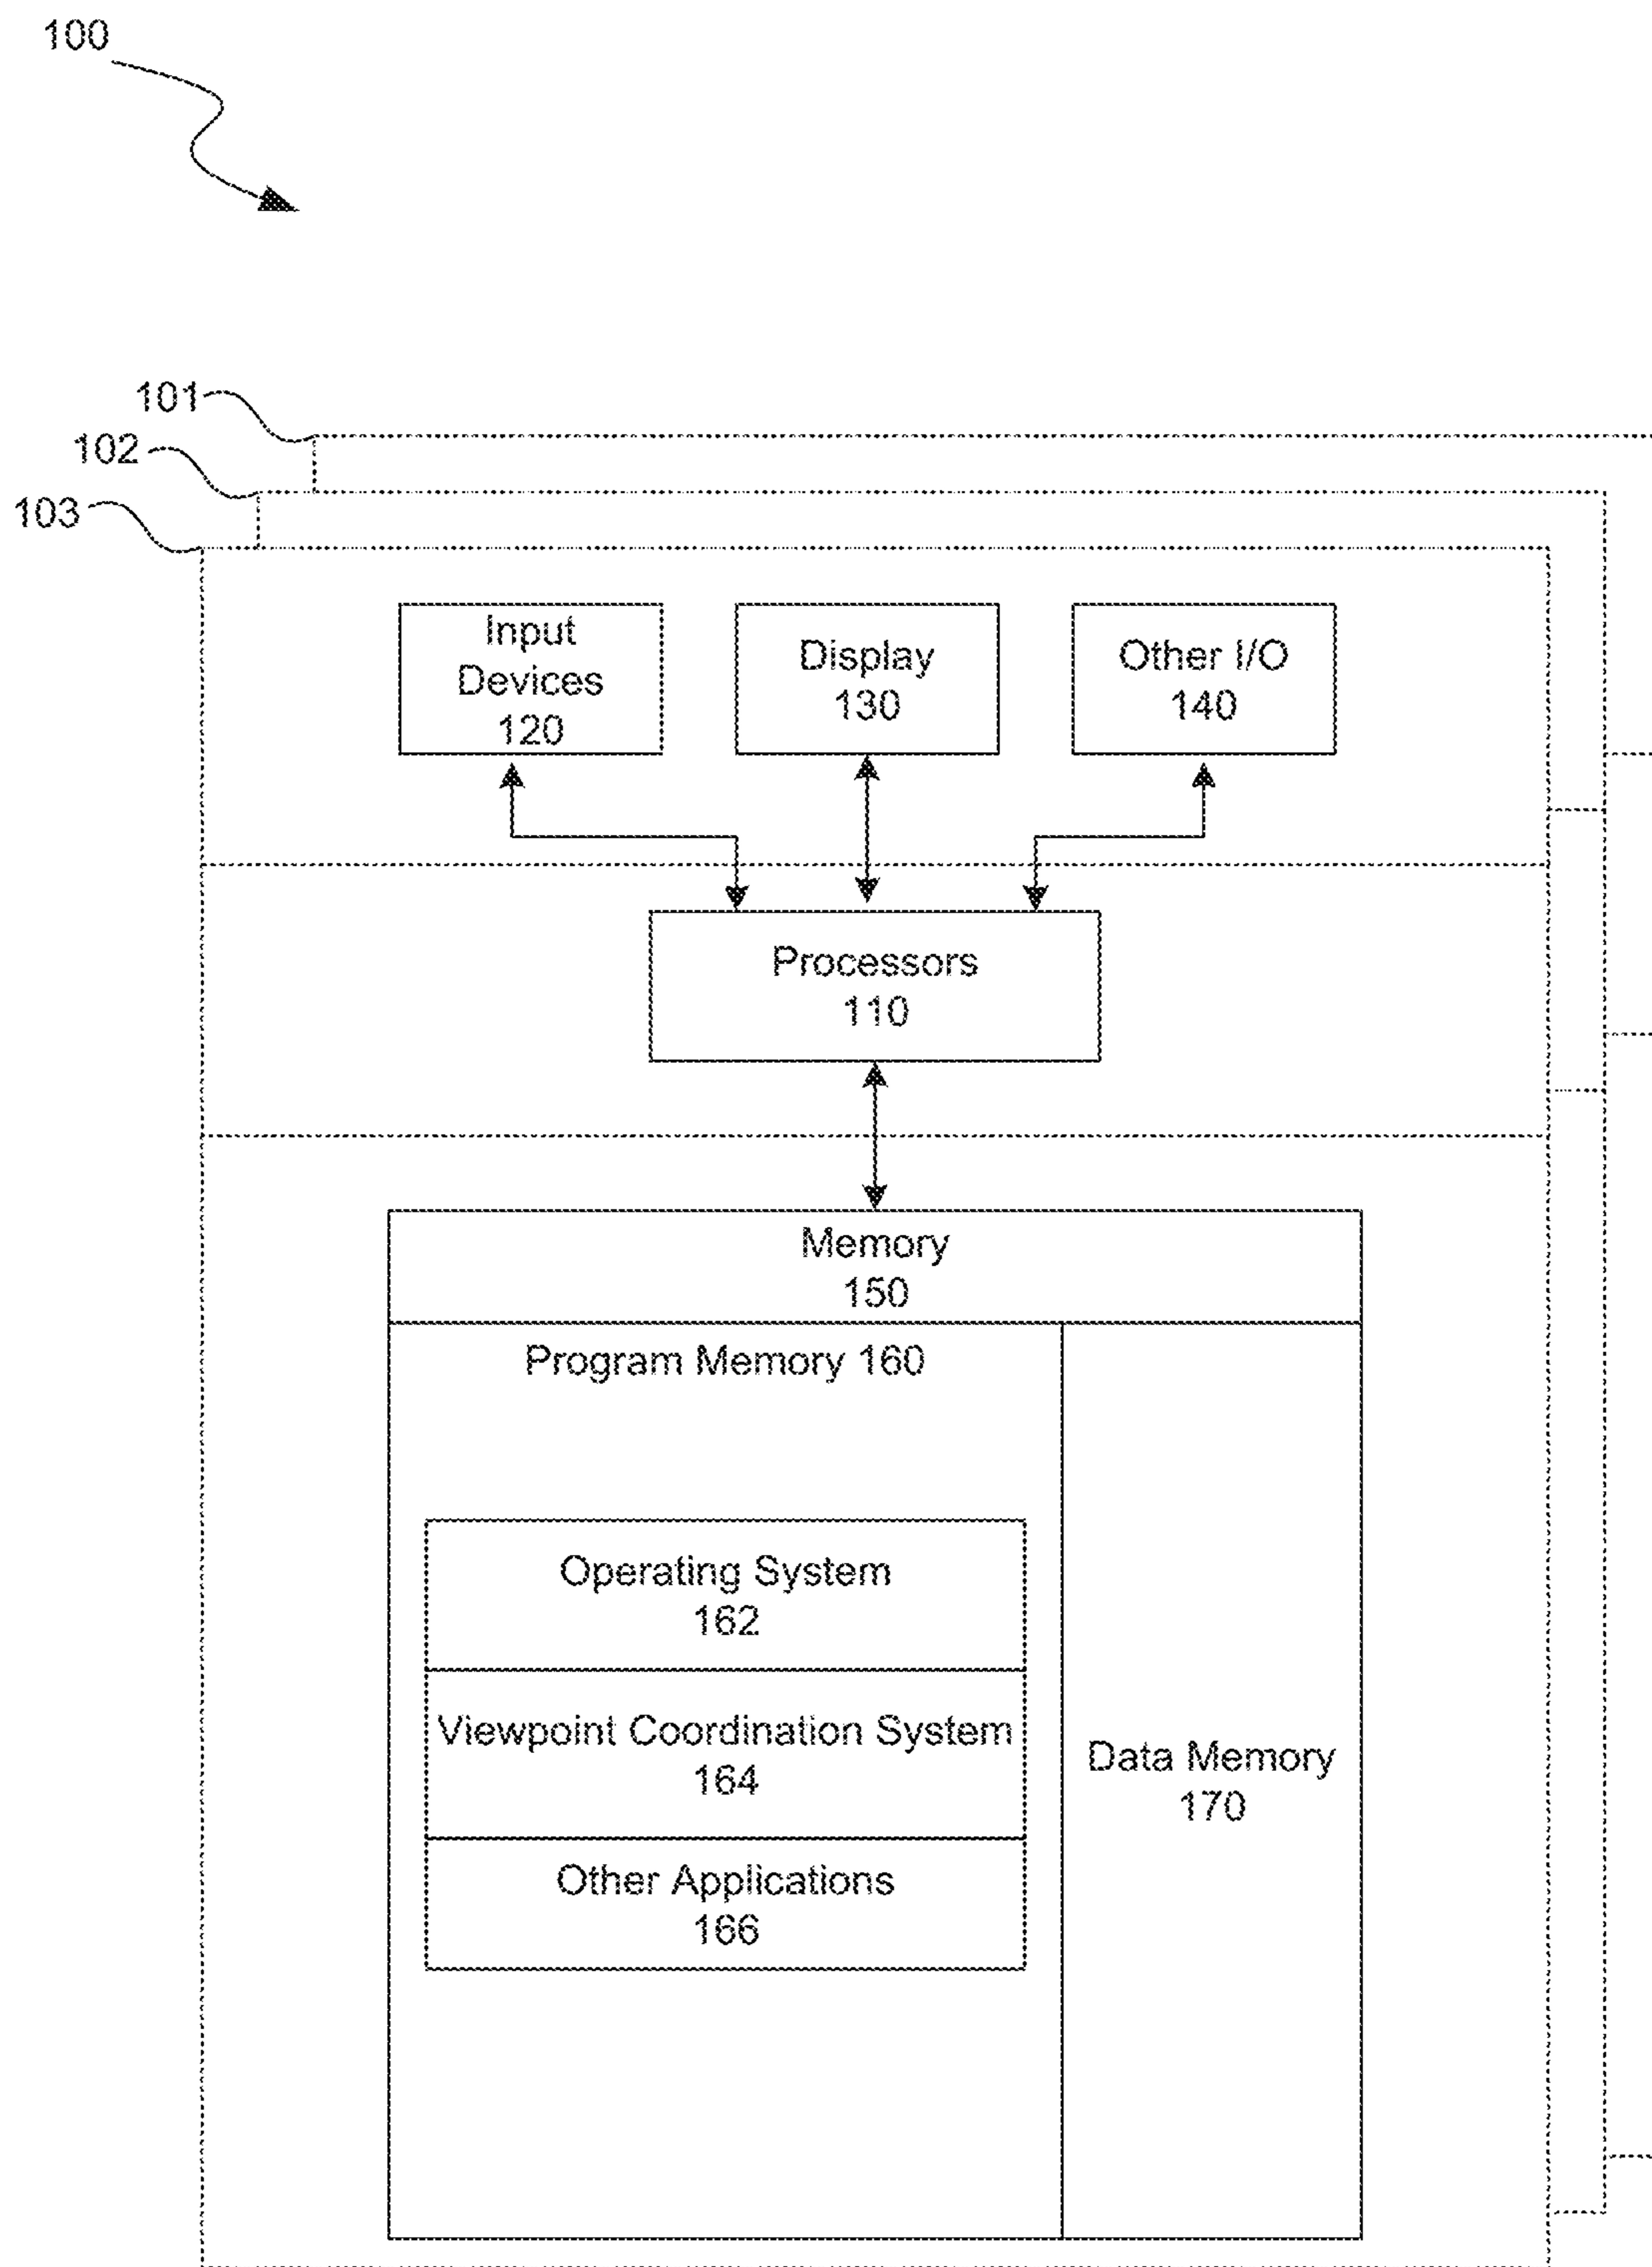 100
101
102
103
Input
Devices
120
Display
130
Other I/O
140
Processors
110
Memory
150
Program Memory 160
Operating System
162
Viewpoint Coordination System
164
Other Applications
166
Data Memory
170